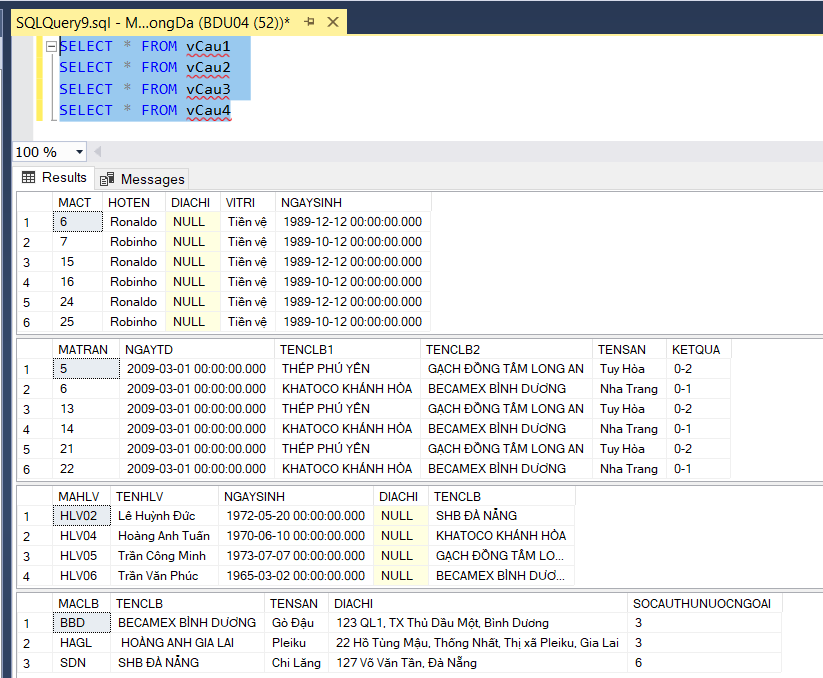 SQLQuery9.sql - M...ongDa (BDU04 (52))*
SELECT * FROM vCau1
SELECT * FROM vCau2
SELECT * FROM vCau3
SELECT * FROM vCau4
100 %
Results Messages
MACT HOTEN DIACHI VITRI NGAYSINH
1 6 Ronaldo NULL Tiền vệ 1989-12-12 00:00:00.000
2 7 Robinho NULL Tiền vệ 1989-10-12 00:00:00.000
3 15 Ronaldo NULL Tiền vệ 1989-12-12 00:00:00.000
4 16 Robinho NULL Tiền vệ 1989-10-12 00:00:00.000
5 24 Ronaldo NULL Tiền vệ 1989-12-12 00:00:00.000
6 25 Robinho NULL Tiền vệ 1989-10-12 00:00:00.000
MATRAN NGAYTD TENCLB1 TENCLB2 TENSAN KETQUA
1 5 2009-03-01 00:00:00.000 THÉP PHÚ YÊN GẠCH ĐỒNG TÂM LONG AN Tuy Hòa 0-2
2 6 2009-03-01 00:00:00.000 KHATOCO KHÁNH HÒA BECAMEX BÌNH DƯƠNG Nha Trang 0-1
3 13 2009-03-01 00:00:00.000 THÉP PHÚ YÊN GẠCH ĐỒNG TÂM LONG AN Tuy Hòa 0-2
4 14 2009-03-01 00:00:00.000 KHATOCO KHÁNH HÒA BECAMEX BÌNH DƯƠNG Nha Trang 0-1
5 21 2009-03-01 00:00:00.000 THÉP PHÚ YÊN GẠCH ĐỒNG TÂM LONG AN Tuy Hòa 0-2
6 22 2009-03-01 00:00:00.000 KHATOCO KHÁNH HÒA BECAMEX BÌNH DƯƠNG Nha Trang 0-1
MAHLV TENHLV NGAYSINH DIACHI TENCLB
1 HLV02 Lê Huỳnh Đức 1972-05-20 00:00:00.000 NULL SHB ĐÀ NẴNG
2 HLV04 Hoàng Anh Tuấn 1970-06-10 00:00:00.000 NULL KHATOCO KHÁNH HÒA
3 HLV05 Trần Công Minh 1973-07-07 00:00:00.000 NULL GẠCH ĐỒNG TÂM LO...
4 HLV06 Trần Văn Phúc 1965-03-02 00:00:00.000 NULL BECAMEX BÌNH DƯƠ...
MACLB TENCLB TENSAN DIACHI SOCAUTHUNUOCNGOAI
1 BBD BECAMEX BÌNH DƯƠNG Gò Đậu 123 QL1, TX Thủ Dầu Một, Bình Dương 3
2 HAGL HOÀNG ANH GIA LAI Pleiku 22 Hồ Tùng Mậu, Thống Nhất, Thị xã Pleiku, Gia Lai 3
3 SDN SHB ĐÀ NẴNG Chi Lăng 127 Võ Văn Tần, Đà Nẵng 6